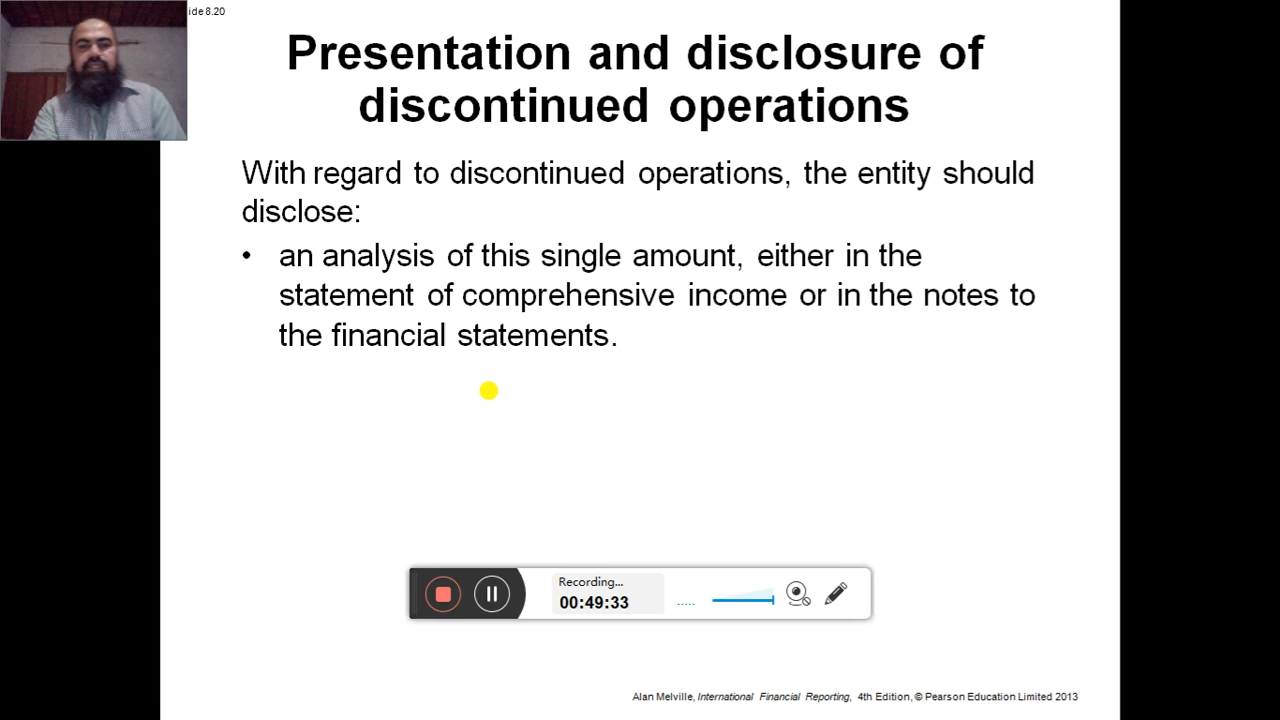 ide 8.20
Presentation and disclosure of
discontinued operations
With regard to discontinued operations, the entity should
disclose:
• an analysis of this single amount, either in the
statement of comprehensive income or in the notes to
the financial statements.
Recording...
00:49:33
Alan Melville, International Financial Reporting, 4th Edition, © Pearson Education Limited 2013